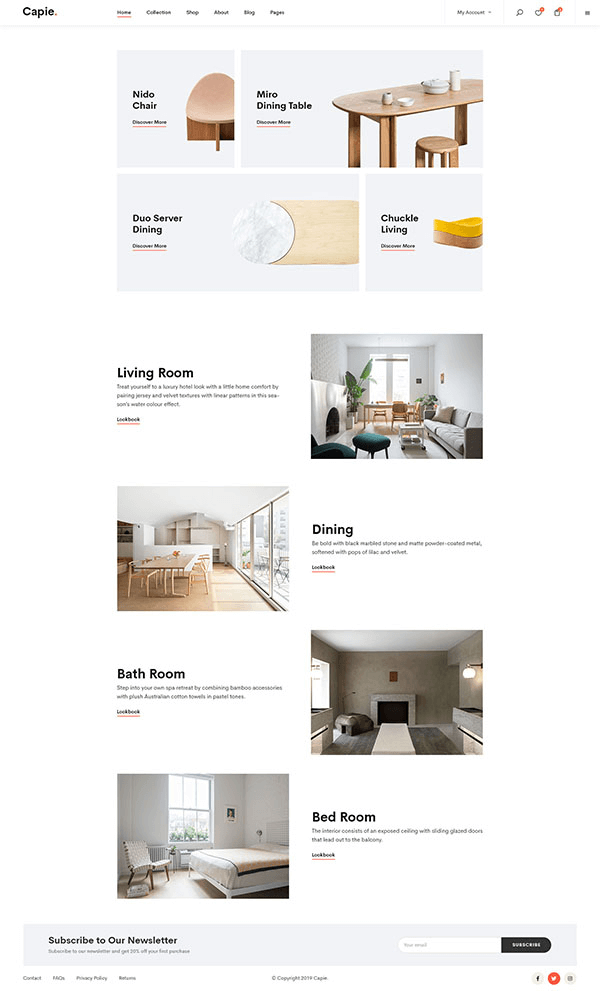 Capie.
Home Collection Shop About Blog Pages
My Account
Nido
Chair
Discover More
Miro
Dining Table
Discover More
Duo Server
Dining
Discover More
Chuckle
Living
Discover More
Living Room
Treat yourself to a luxury hotel look with a little home comfort by
pairing jersey and velvet textures with linear patterns in this sea-
son's water colour effect.
Lookbook
Dining
Be bold with black marbled stone and matte powder-coated metal,
softened with pops of lilac and velvet.
Lookbook
Bath Room
Step into your own spa retreat by combining bamboo accessories
with plush Australian cotton towels in pastel tones.
Lookbook
Bed Room
The interior consists of an exposed ceiling with sliding glazed doors
that lead out to the balcony.
Lookbook
Subscribe to Our Newsletter
Subscribe to our newsletter and get 20% off your first purchase
Your email
SUBSCRIBE
Contact FAQs Privacy Policy Returns
© Copyright 2019 Capie.